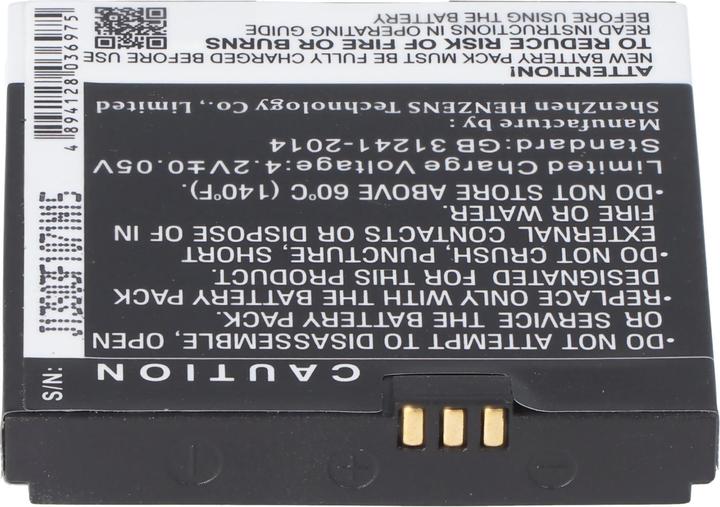 CAUTION
•DO NOT ATTEMPT TO DISASSEMBLE, OPEN
OR SERVICE THE BATTERY PACK.
•REPLACE ONLY WITH THE BATTERY PACK
DESIGNATED FOR THIS PRODUCT.
•DO NOT CRUSH, PUNCTURE, SHORT
EXTERNAL CONTACTS OR DISPOSE OF IN
FIRE OR WATER.
•DO NOT STORE ABOVE 60°C (140°F).
Limited Charge Voltage:4.2V±0.05V
Standard:GB 31241-2014
Manufacture by :
ShenZhen HENZENS Technology Co., Limited
ATTENTION!
NEW BATTERY PACK MUST BE FULLY CHARGED BEFORE USE
TO REDUCE RISK OF FIRE OR BURNS
READ INSTRUCTIONS IN OPERATING GUIDE
BEFORE USING THE BATTERY
S/N:
4 894128 036975